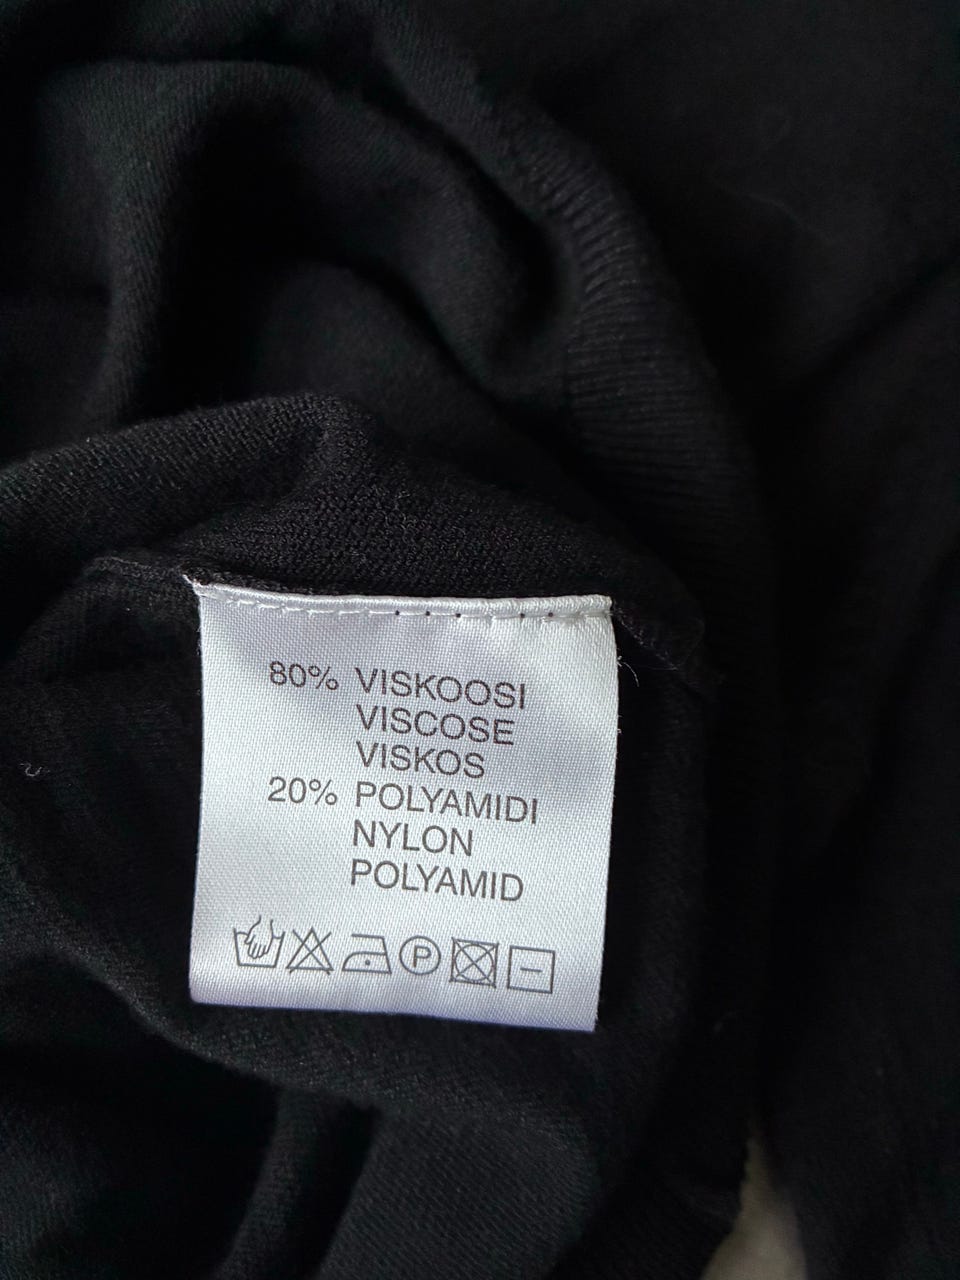 80% VISKOOSI
VISCOSE
VISKOS
20% POLYAMIDI
NYLON
POLYAMID
P